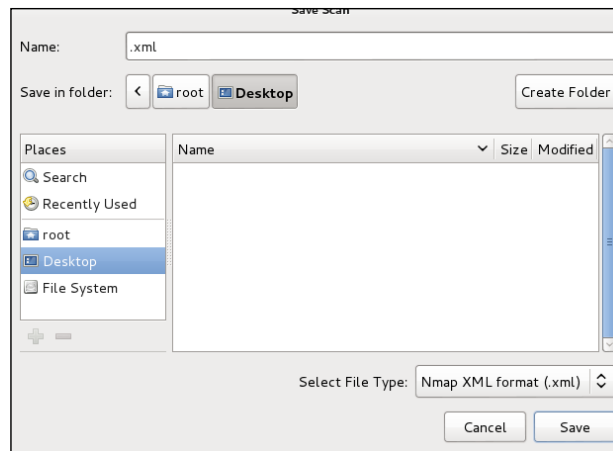 Save Scan
Name: .xml
Save in folder: < root Desktop Create Folder
Places Name Size Modified
Search
Recently Used
root
Desktop
File System
Select File Type: Nmap XML format (.xml)
Cancel Save